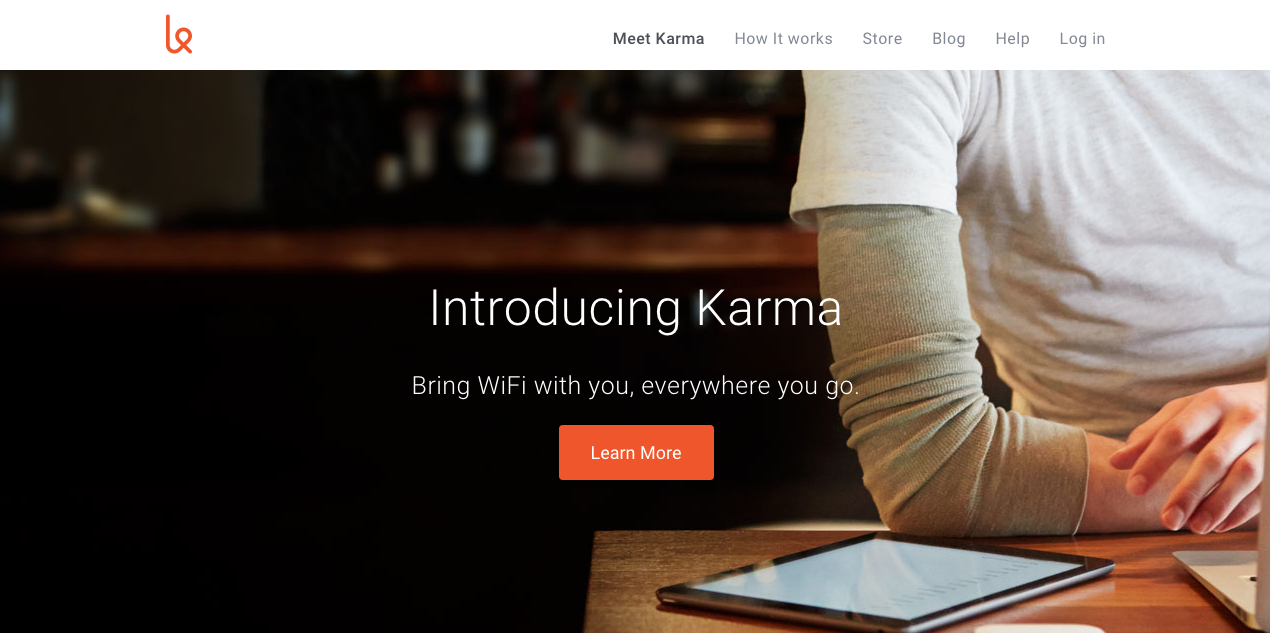 Meet Karma How It works Store Blog Help Log in
Introducing Karma
Bring WiFi with you, everywhere you go.
Learn More